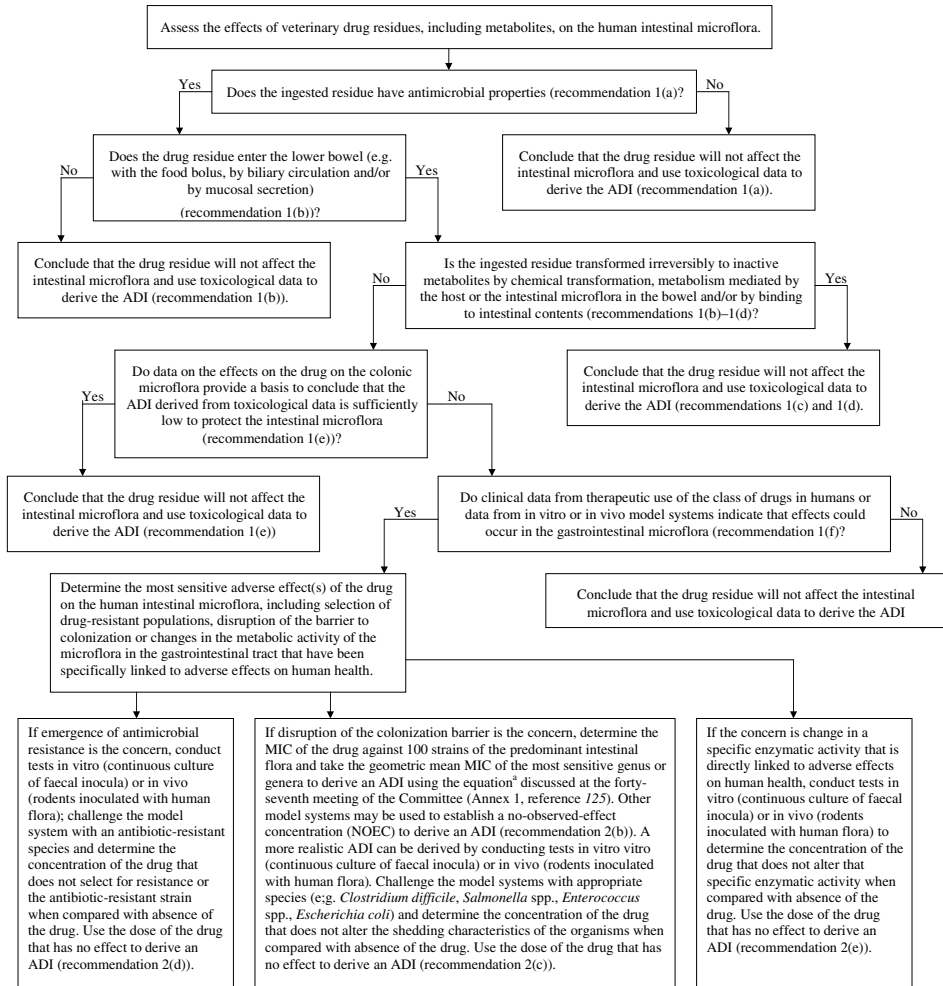 Assess the effects of veterinary drug residues, including metabolites, on the human intestinal microflora.
Yes
Does the ingested residue have antimicrobial properties (recommendation 1(a)?
No
Does the drug residue enter the lower bowel (e.g.
with the food bolus, by biliary circulation and/or
by mucosal secretion)
(recommendation 1(b))?
No
Yes
Conclude that the drug residue will not affect the
intestinal microflora and use toxicological data to
derive the ADI (recommendation 1(a)).
Conclude that the drug residue will not affect the
intestinal microflora and use toxicological data to
derive the ADI (recommendation 1(b)).
No
Is the ingested residue transformed irreversibly to inactive
metabolites by chemical transformation, metabolism mediated by
the host or the intestinal microflora in the bowel and/or by binding
to intestinal contents (recommendations 1(b)–1(d)?
Yes
Do data on the effects on the drug on the colonic
microflora provide a basis to conclude that the
ADI derived from toxicological data is sufficiently
low to protect the intestinal microflora
(recommendation 1(e))?
Yes
No
Conclude that the drug residue will not affect the
intestinal microflora and use toxicological data to
derive the ADI (recommendations 1(c) and 1(d).
Conclude that the drug residue will not affect the
intestinal microflora and use toxicological data to
derive the ADI (recommendation 1(e))
Yes
Do clinical data from therapeutic use of the class of drugs in humans or
data from in vitro or in vivo model systems indicate that effects could
occur in the gastrointestinal microflora (recommendation 1(f)?
No
Determine the most sensitive adverse effect(s) of the drug
on the human intestinal microflora, including selection of
drug-resistant populations, disruption of the barrier
to colonization or changes in the metabolic activity of the
microflora in the gastrointestinal tract that have been
specifically linked to adverse effects on human health.
Conclude that the drug residue will not affect the intestinal
microflora and use toxicological data to derive the ADI
If emergence of antimicrobial
resistance is the concern, conduct
tests in vitro (continuous culture
of faecal inocula) or in vivo
(rodents inoculated with human
flora); challenge the model
system with an antibiotic-resistant
species and determine the
concentration of the drug that
does not select for resistance or
the antibiotic-resistant strain
when compared with absence of
the drug. Use the dose of the drug
that has no effect to derive an
ADI (recommendation 2(d)).
If disruption of the colonization barrier is the concern, determine the
MIC of the drug against 100 strains of the predominant intestinal
flora and take the geometric mean MIC of the most sensitive genus or
genera to derive an ADI using the equationᵃ discussed at the forty-
seventh meeting of the Committee (Annex 1, reference 125). Other
model systems may be used to establish a no-observed-effect
concentration (NOEC) to derive an ADI (recommendation 2(b)). A
more realistic ADI can be derived by conducting tests in vitro vitro
(continuous culture of faecal inocula) or in vivo (rodents inoculated
with human flora). Challenge the model systems with appropriate
species (e;g. Clostridium difficile, Salmonella spp., Enterococcus
spp., Escherichia coli) and determine the concentration of the drug
that does not alter the shedding characteristics of the organisms when
compared with absence of the drug. Use the dose of the drug that has
no effect to derive an ADI (recommendation 2(c)).
If the concern is change in a
specific enzymatic activity that is
directly linked to adverse effects
on human health, conduct tests in
vitro (continuous culture of faecal
inocula) or in vivo (rodents
inoculated with human flora) to
determine the concentration of the
drug that does not alter that
specific enzymatic activity when
compared with absence of the
drug. Use the dose of the drug
that has no effect to derive an
ADI (recommendation 2(e)).